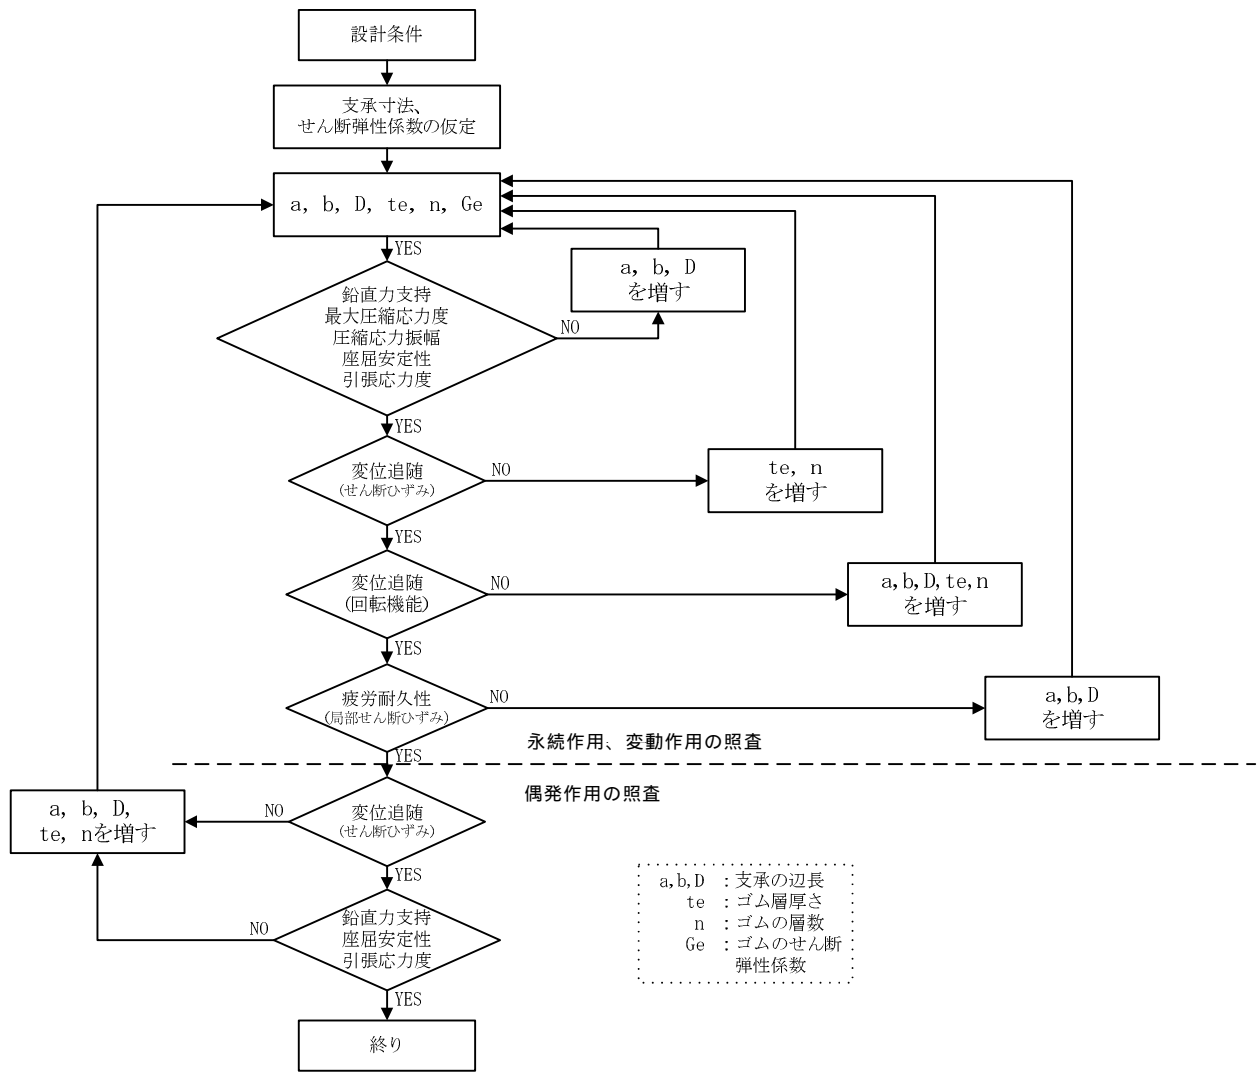 設計条件
支承寸法、
せん断弾性係数の仮定
a, b, D, te, n, Ge
YES
a, b, D
を増す
鉛直力支持
最大圧縮応力度
圧縮応力振幅
座屈安定性
引張応力度
NO
YES
変位追随
(せん断ひずみ)
NO
te, n
を増す
YES
変位追随
(回転機能)
NO
a,b,D,te,n
を増す
YES
疲労耐久性
(局部せん断ひずみ)
NO
a,b,D
を増す
永続作用、変動作用の照査
YES
偶発作用の照査
変位追随
(せん断ひずみ)
NO
a, b, D,
te, nを増す
YES
鉛直力支持
座屈安定性
引張応力度
NO
YES
終り
a,b,D :支承の辺長
te :ゴム層厚さ
n :ゴムの層数
Ge :ゴムのせん断
弾性係数